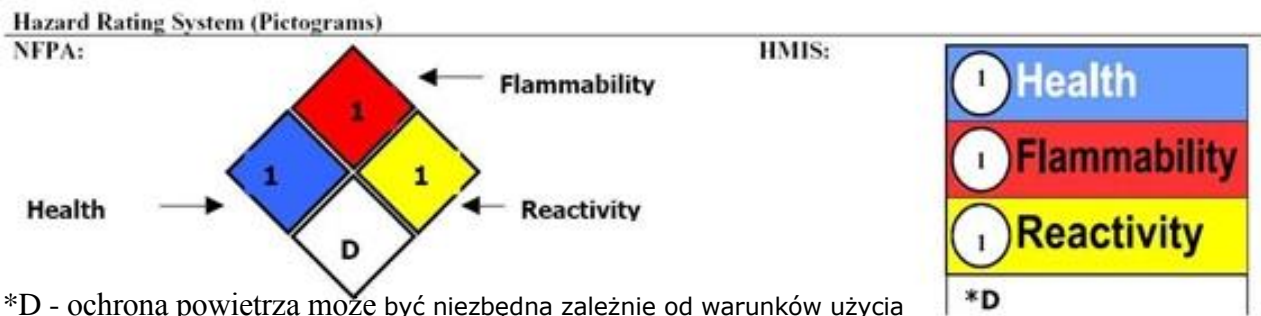 Hazard Rating System (Pictograms)
NFPA:
HMIS:
1
Flammability
1
1
Health
Reactivity
D
1 Health
1 Flammability
1 Reactivity
*D
*D - ochrona powietrza może być niezbedna zależnie od warunków użycia